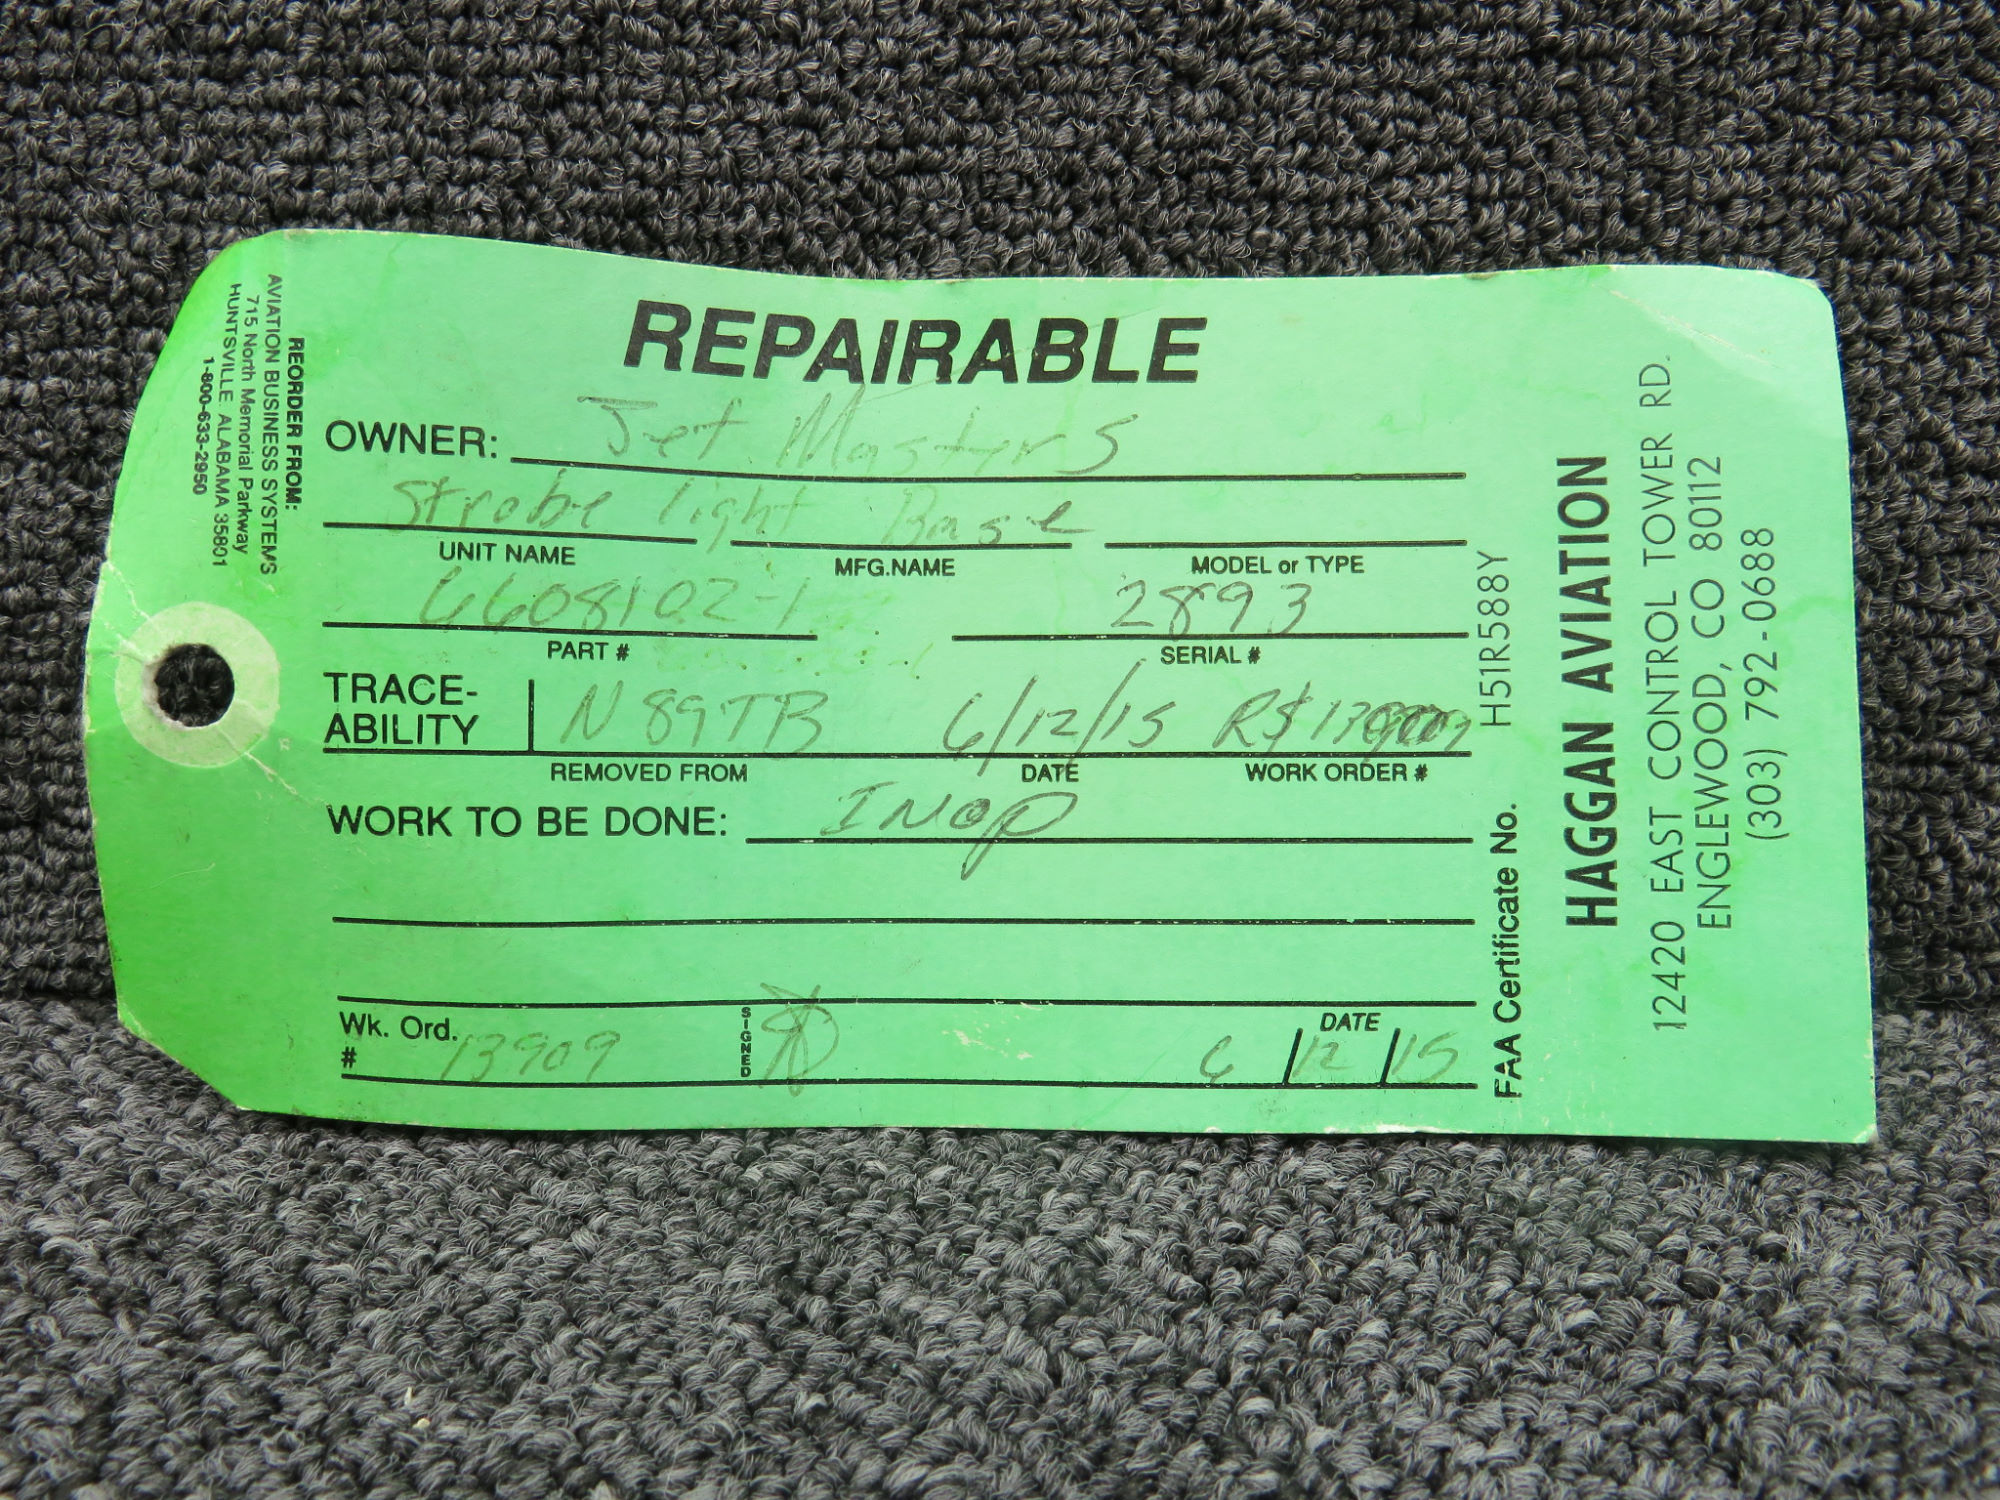 REPAIRABLE
OWNER: Jet Masters
Strobe light Base
UNIT NAME MFG.NAME MODEL or TYPE
6608102-1 2893
PART # SERIAL #
TRACE-
ABILITY N89TB 6/12/15
REMOVED FROM DATE WORK ORDER #
WORK TO BE DONE: INOP
Wk. Ord. SIGNED DATE
# 13909 6/12/15
REORDER FROM:
AVIATION BUSINESS SYSTEMS
715 North Memorial Parkway
HUNTSVILLE, ALABAMA 35801
1-800-633-2950
FAA Certificate No. H51R588Y
HAGGAN AVIATION
12420 EAST CONTROL TOWER RD.
ENGLEWOOD, CO 80112
(303) 792-0688